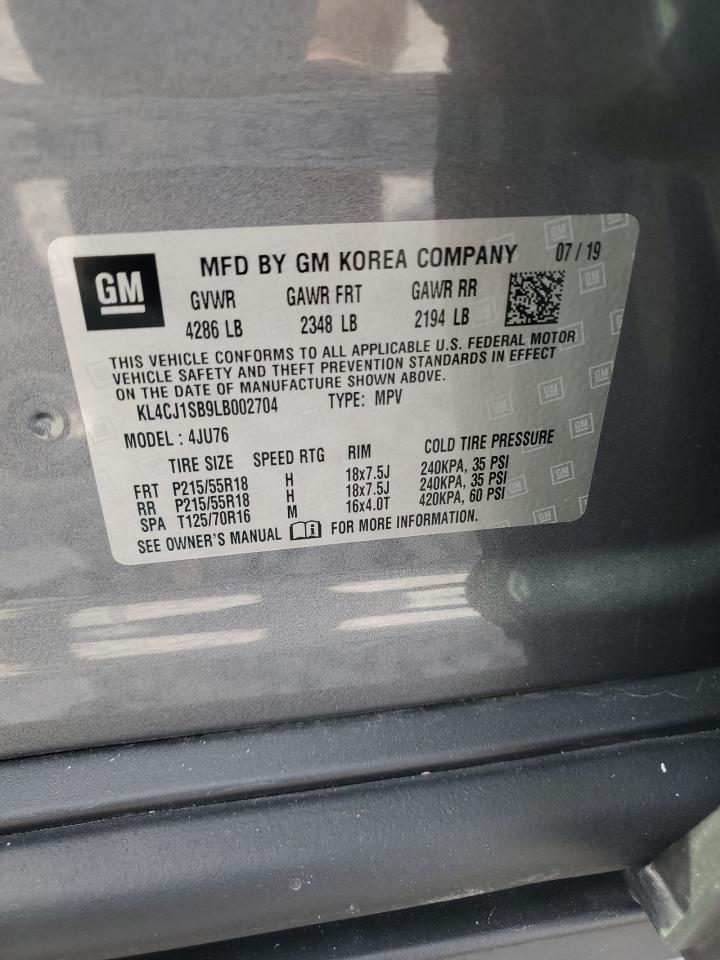 GM
MFD BY GM KOREA COMPANY 07 / 19
GVWR GAWR FRT GAWR RR
4286 LB 2348 LB 2194 LB
THIS VEHICLE CONFORMS TO ALL APPLICABLE U.S. FEDERAL MOTOR
VEHICLE SAFETY AND THEFT PREVENTION STANDARDS IN EFFECT
ON THE DATE OF MANUFACTURE SHOWN ABOVE.
KL4CJ1SB9LB002704 TYPE: MPV
MODEL : 4JU76
TIRE SIZE SPEED RTG RIM COLD TIRE PRESSURE
FRT P215/55R18 H 18x7.5J 240KPA, 35 PSI
RR P215/55R18 H 18x7.5J 240KPA, 35 PSI
SPA T125/70R16 M 16x4.0T 420KPA, 60 PSI
SEE OWNER'S MANUAL FOR MORE INFORMATION.